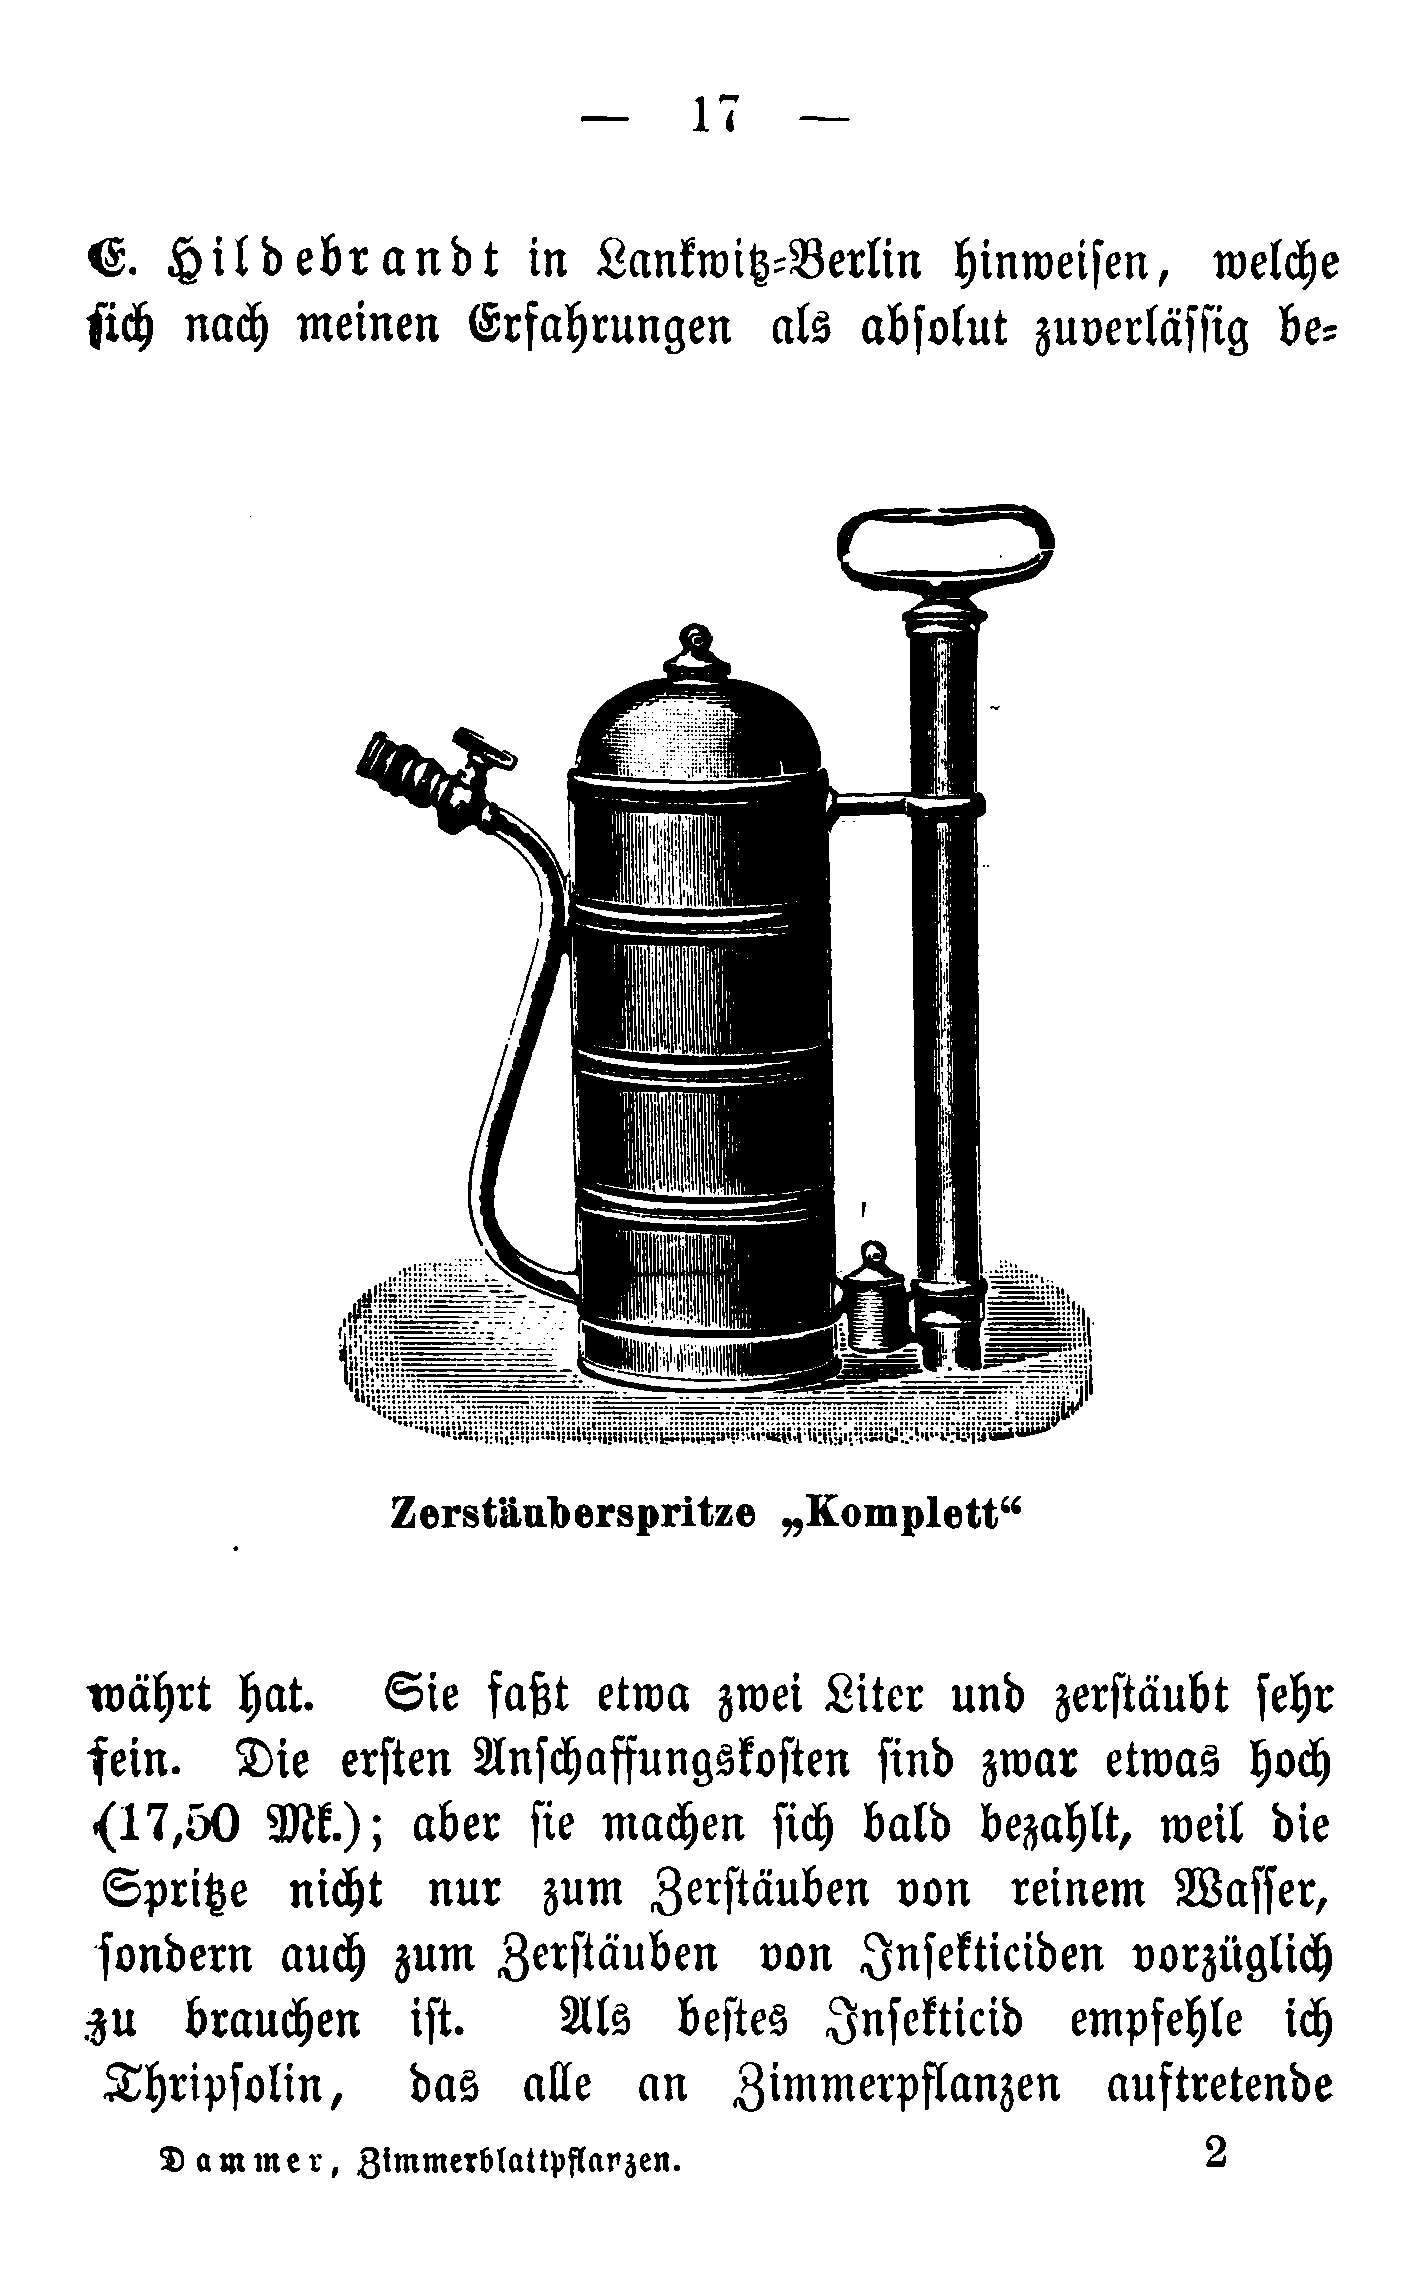 — 17 —
E. Hildebrandt in Lankwitz-Berlin hinweisen, welche
ſich nach meinen Erfahrungen als abſolut zuverläſſig be-
Zerstäuberspritze „Komplett“
währt hat. Sie faßt etwa zwei Liter und zerſtäubt ſehr
fein. Die erſten Anſchaffungskoſten ſind zwar etwas hoch
(17,50 Mk.); aber ſie machen ſich bald bezahlt, weil die
Spritze nicht nur zum Zerſtäuben von reinem Waſſer,
ſondern auch zum Zerſtäuben von Inſekticiden vorzüglich
zu brauchen iſt. Als beſtes Inſekticid empfehle ich
Thripſolin, das alle an Zimmerpflanzen auftretende
Dammer, Zimmerblattpflanzen. 2